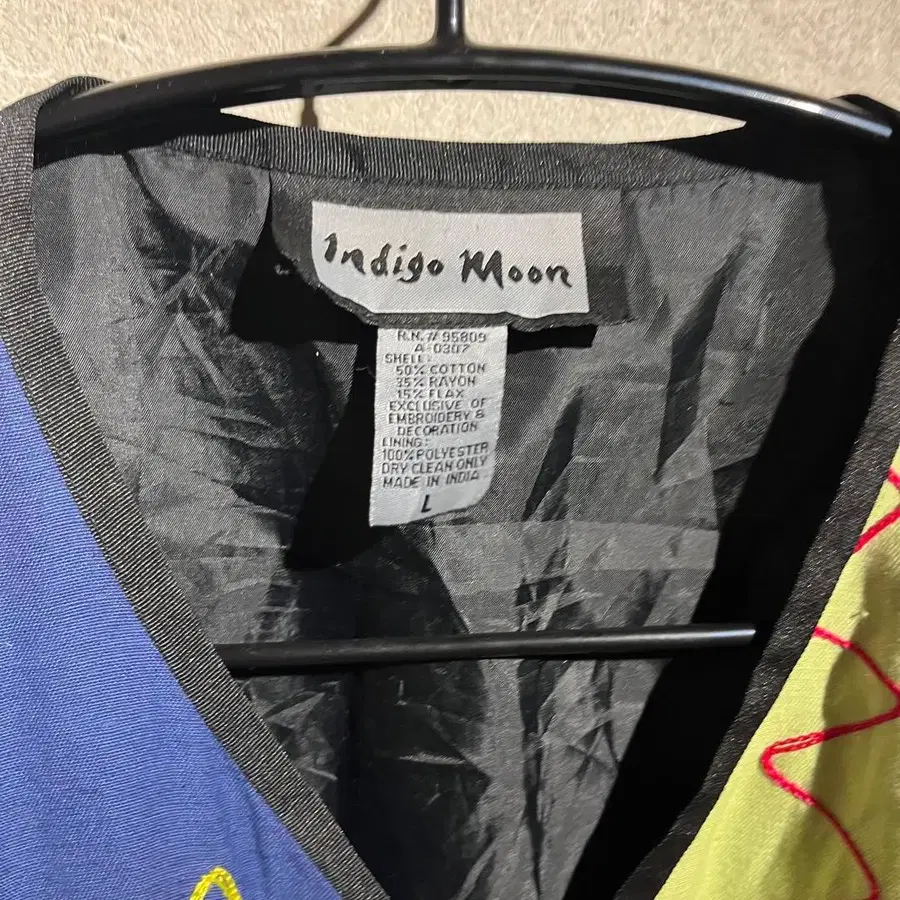 Indigo Moon
R.N.# 95809
A-0307
SHELL:
50% COTTON
35% RAYON
15% FLAX
EXCLUSIVE OF
EMBROIDERY &
DECORATION
LINING:
100% POLYESTER
DRY CLEAN ONLY
MADE IN INDIA
L